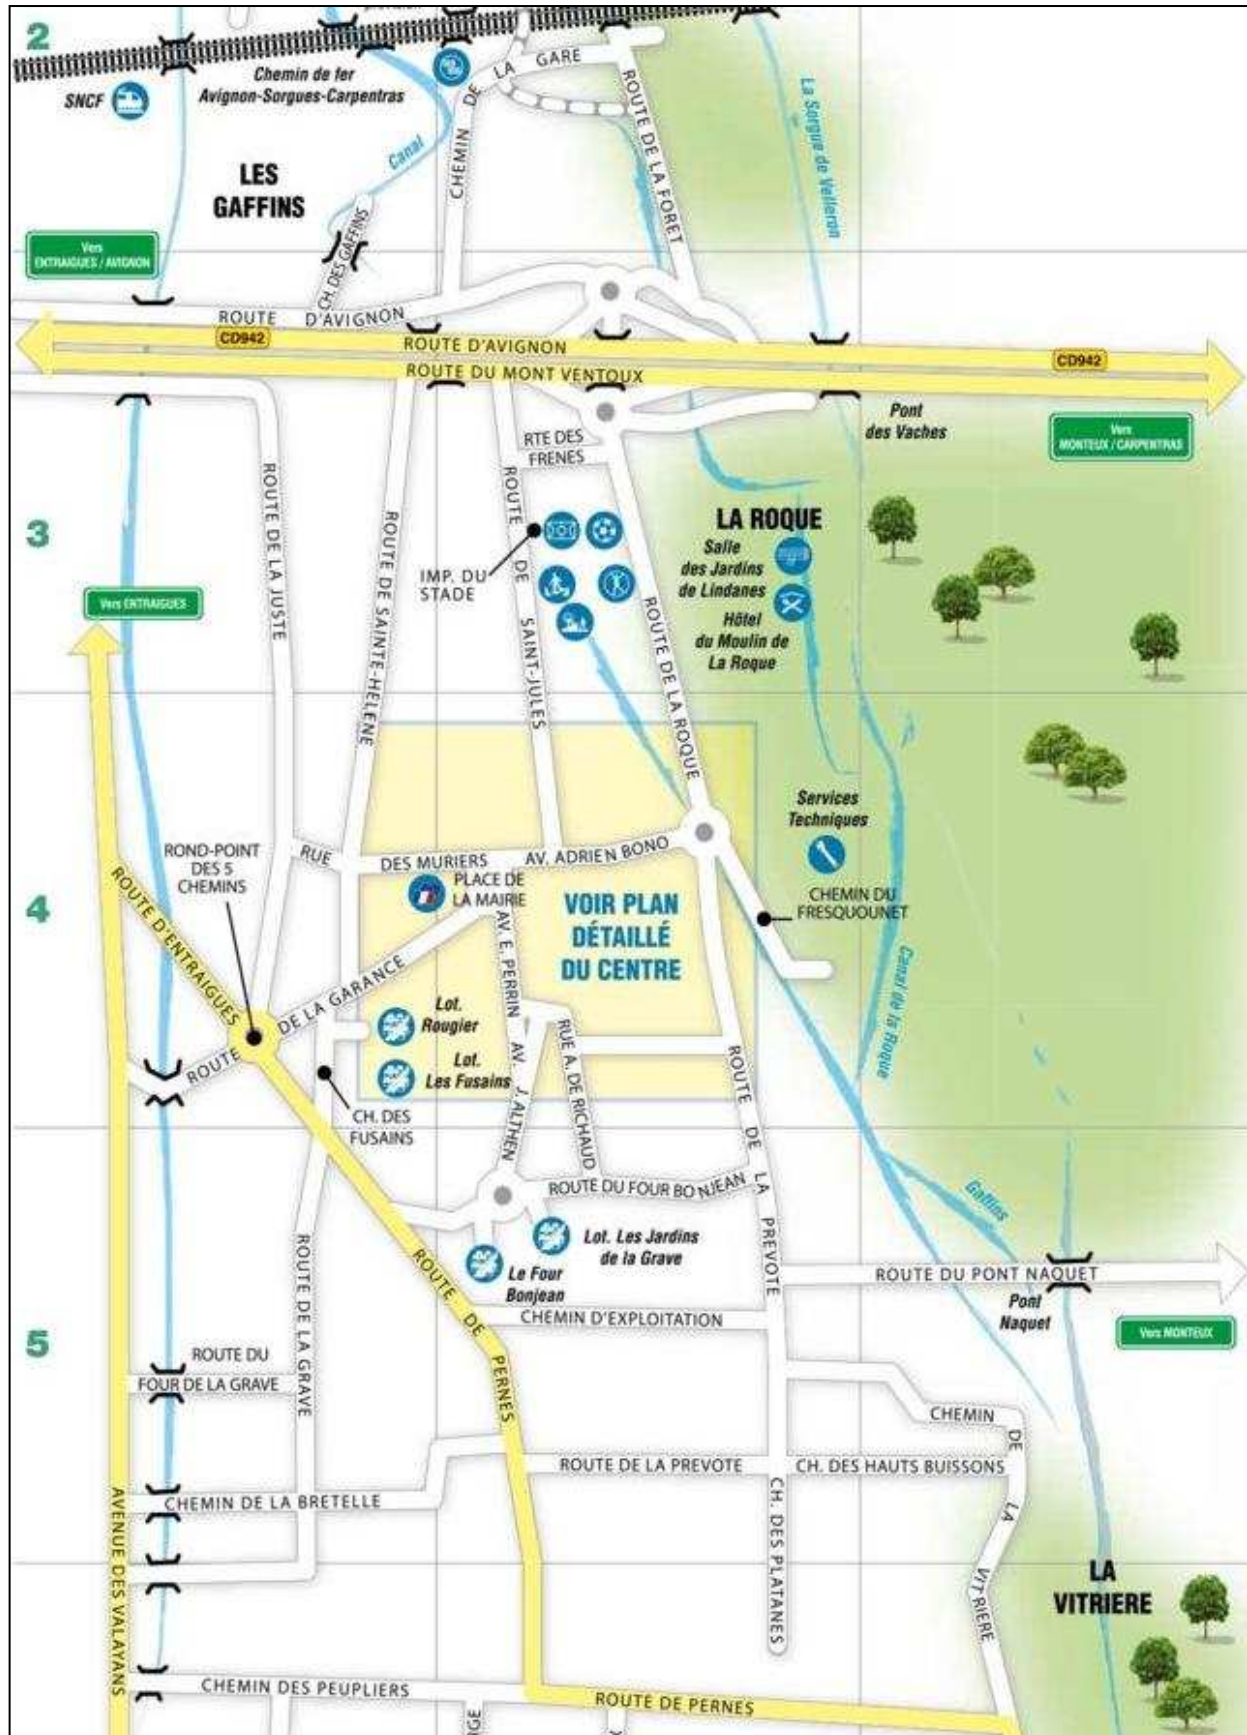 2
SNCF
Chemin de fer
Avignon-Sorgues-Carpentras
CHEMIN DE LA GARE
ROUTE DE LA FORET
La Sorgue de Velleron
Canal
LES
GAFFINS
CH. DES GAFFINS
Vers
ENTRAIGUES / AVIGNON
ROUTE D'AVIGNON
CD942
ROUTE D'AVIGNON
CD942
ROUTE DU MONT VENTOUX
Pont
des Vaches
Vers
MONTEUX / CARPENTRAS
RTE DES
FRENES
ROUTE DE LA JUSTE
ROUTE DE SAINTE-HELENE
ROUTE DE SAINT-JULES
3
LA ROQUE
Salle
des Jardins
de Lindanes
Hôtel
du Moulin de
La Roque
IMP. DU
STADE
Vers ENTRAIGUES
ROUTE DE LA ROQUE
Services
Techniques
ROND-POINT
DES 5
CHEMINS
RUE DES MURIERS
AV. ADRIEN BONO
PLACE DE
LA MAIRIE
VOIR PLAN
DÉTAILLÉ
DU CENTRE
CHEMIN DU
FRESQUOUNET
4
ROUTE D'ENTRAIGUES
AV. E. PERRIN
ROUTE DE LA GARANCE
Lot.
Rougier
Lot.
Les Fusains
Canal de la Roque
AV. J. ALTHEN
RUE A. DE RICHAUD
ROUTE DE LA PREVOTE
CH. DES
FUSAINS
ROUTE DU FOUR BONJEAN
Gaffins
Lot. Les Jardins
de la Grave
Le Four
Bonjean
ROUTE DU PONT NAQUET
Pont
Naquet
Vers MONTEUX
ROUTE DE LA GRAVE
ROUTE DE PERNES
CHEMIN D'EXPLOITATION
5
ROUTE DU
FOUR DE LA GRAVE
CHEMIN DE LA VITRIERE
ROUTE DE LA PREVOTE
CH. DES HAUTS BUISSONS
CHEMIN DE LA BRETELLE
CH. DES PLATANES
AVENUE DES VALAYANS
LA
VITRIERE
CHEMIN DES PEUPLIERS
ROUTE DE PERNES